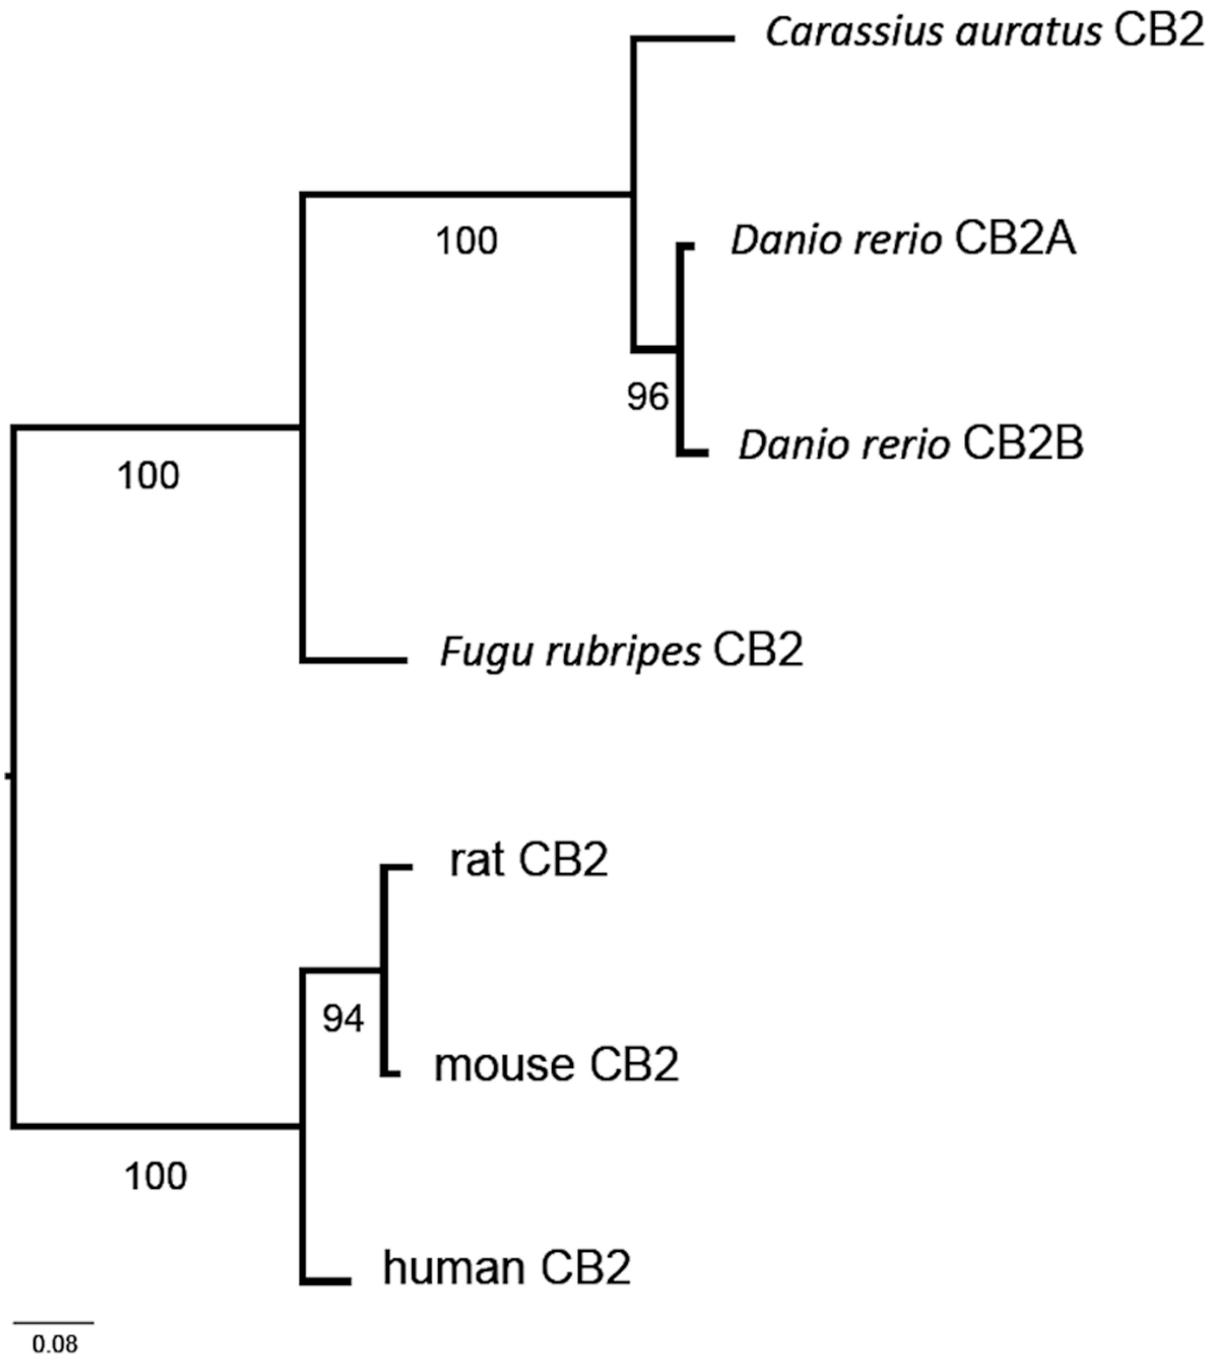 Carassius auratus CB2
100
Danio rerio CB2A
96
Danio rerio CB2B
100
Fugu rubripes CB2
rat CB2
94
mouse CB2
100
human CB2
0.08